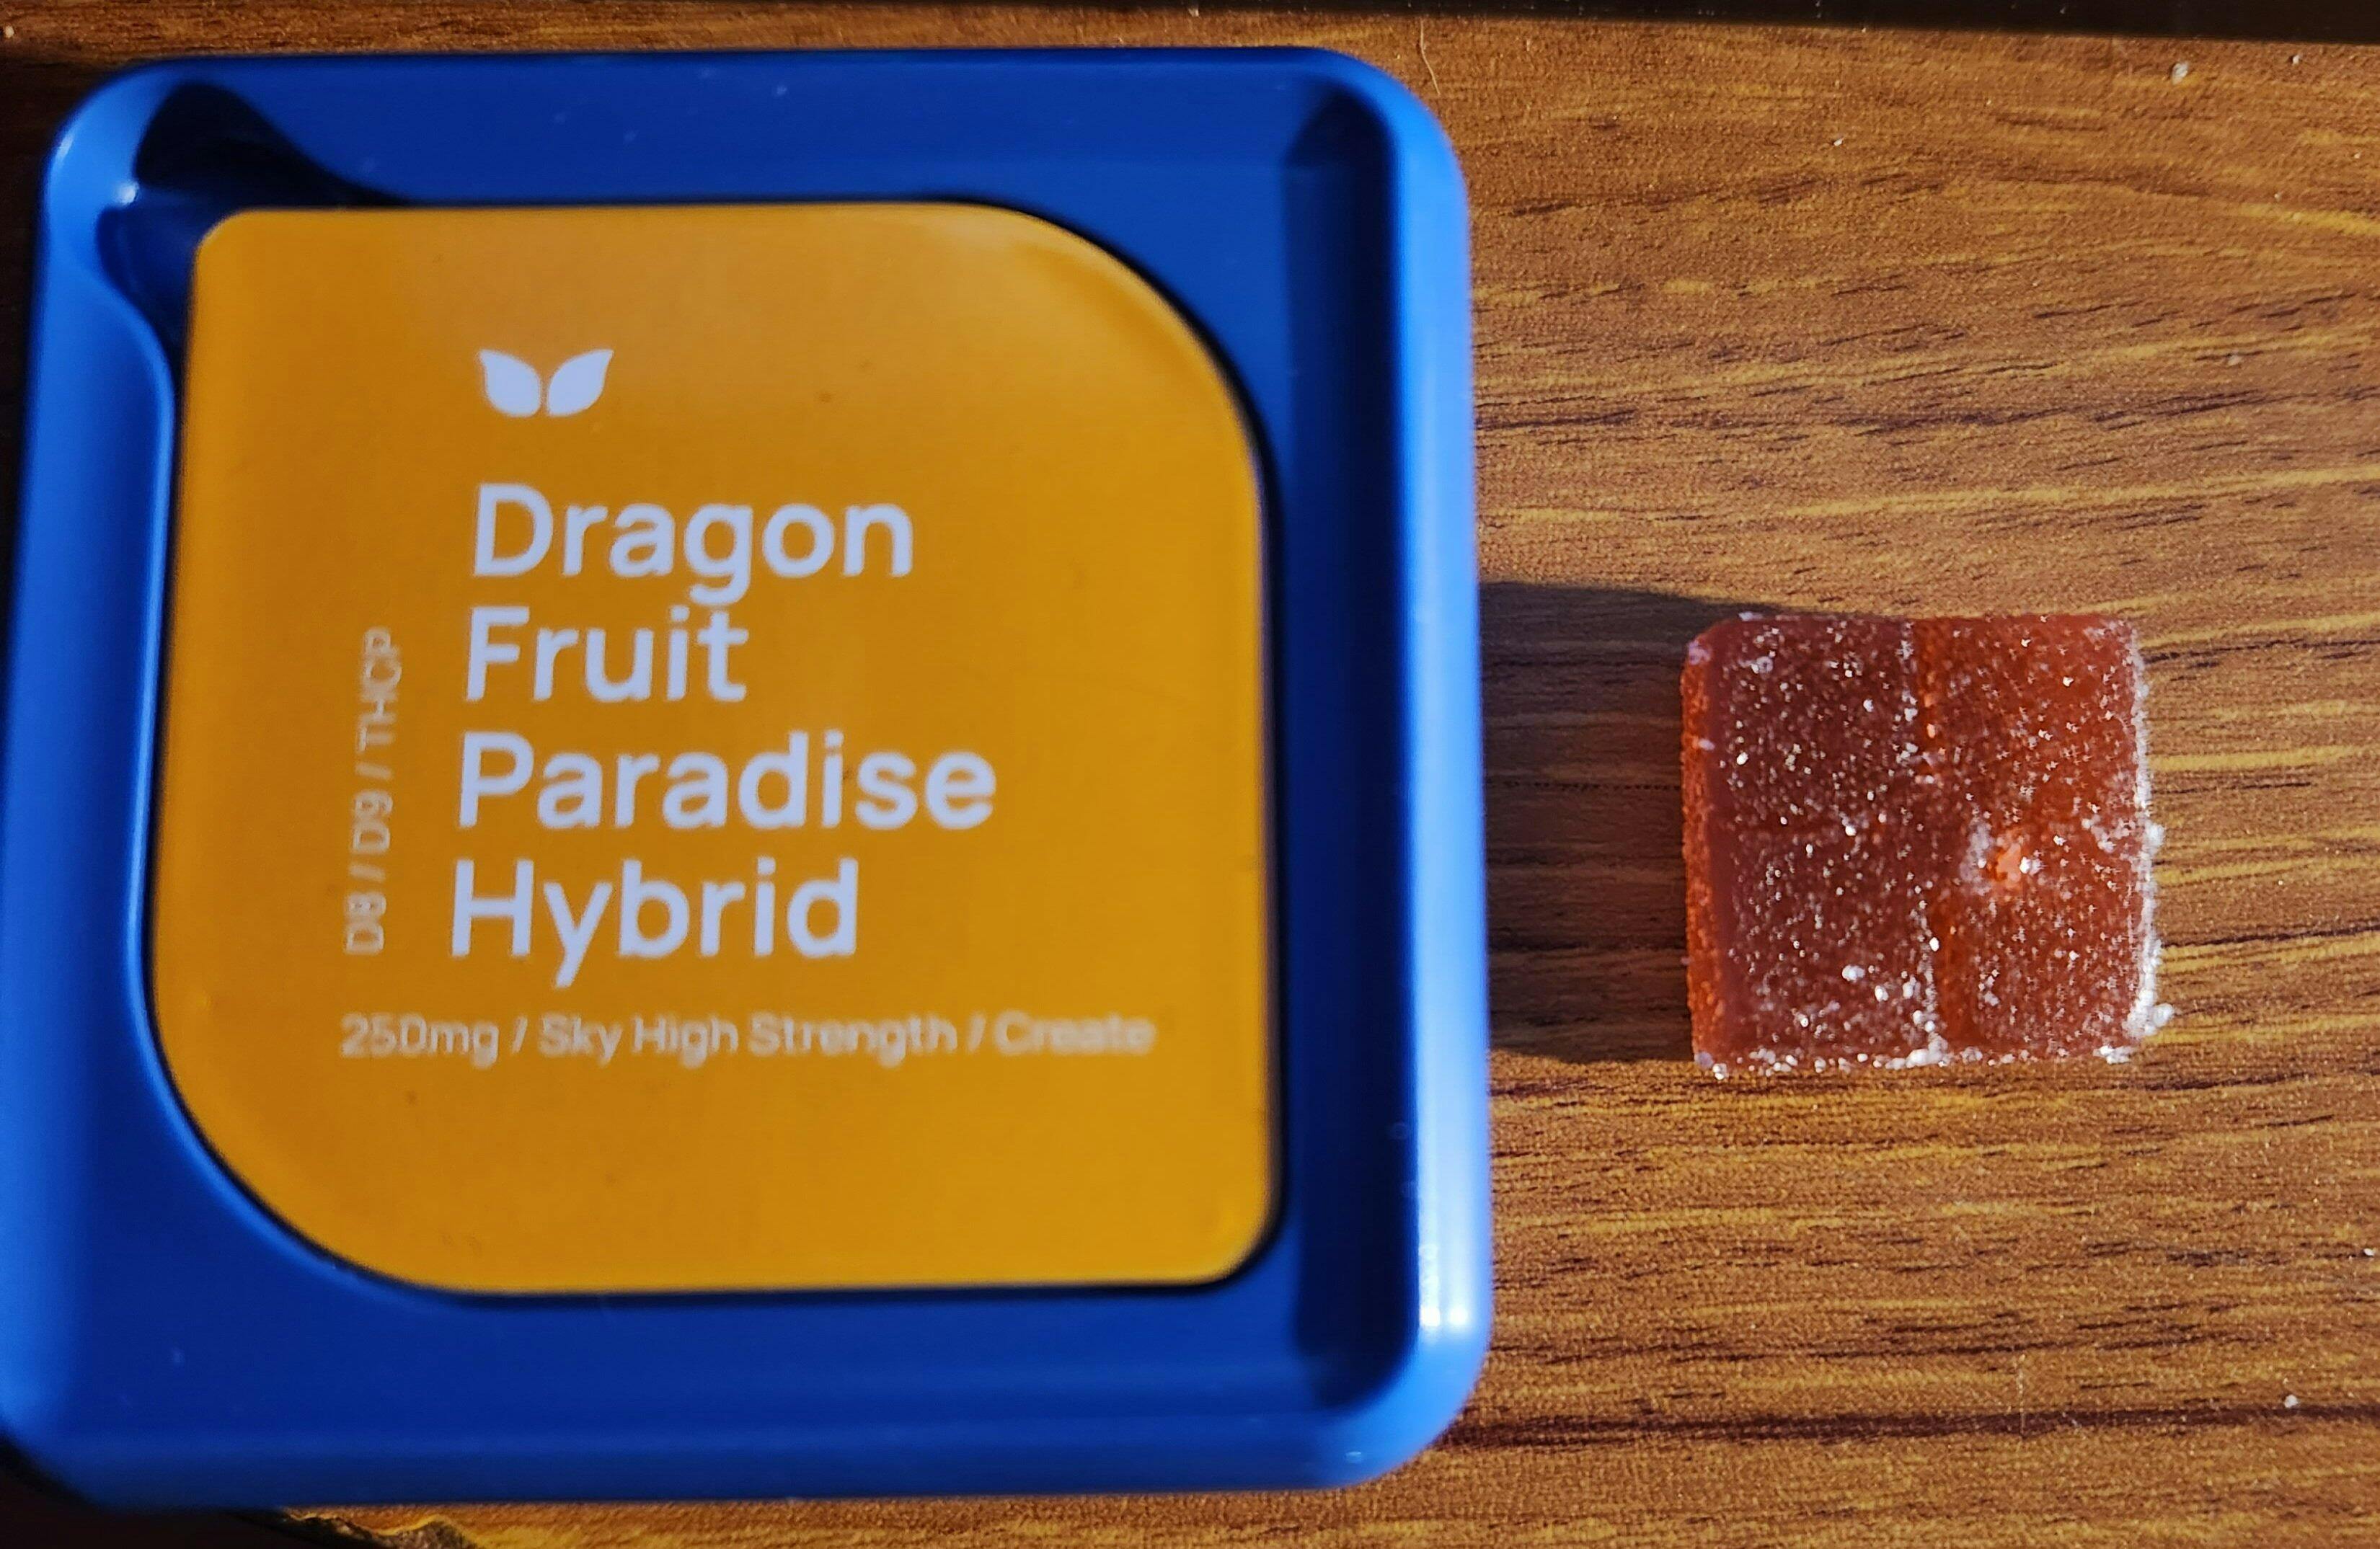 Dragon
Fruit
Paradise
Hybrid
D8 / D9 / THCP
250mg / Sky High Strength / Create